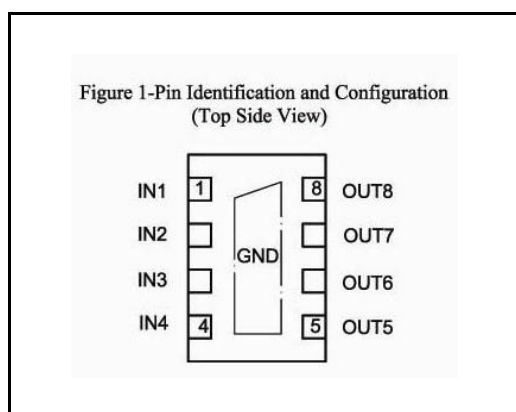 Figure 1-Pin Identification and Configuration
(Top Side View)
IN1 1 8 OUT8
IN2 OUT7
GND
IN3 OUT6
IN4 4 5 OUT5